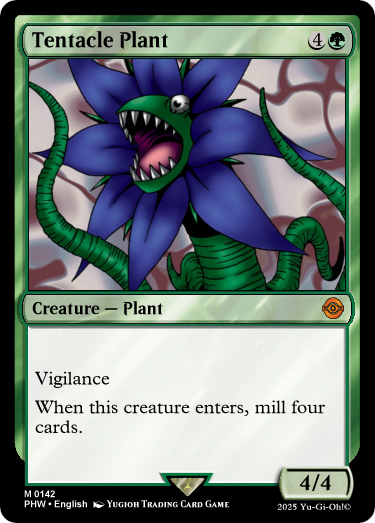 Tentacle Plant 4
Creature — Plant
Vigilance
When this creature enters, mill four
cards.
4/4
M 0142
PHW • English Yugioh Trading Card Game
2025 Yu-Gi-Oh!©